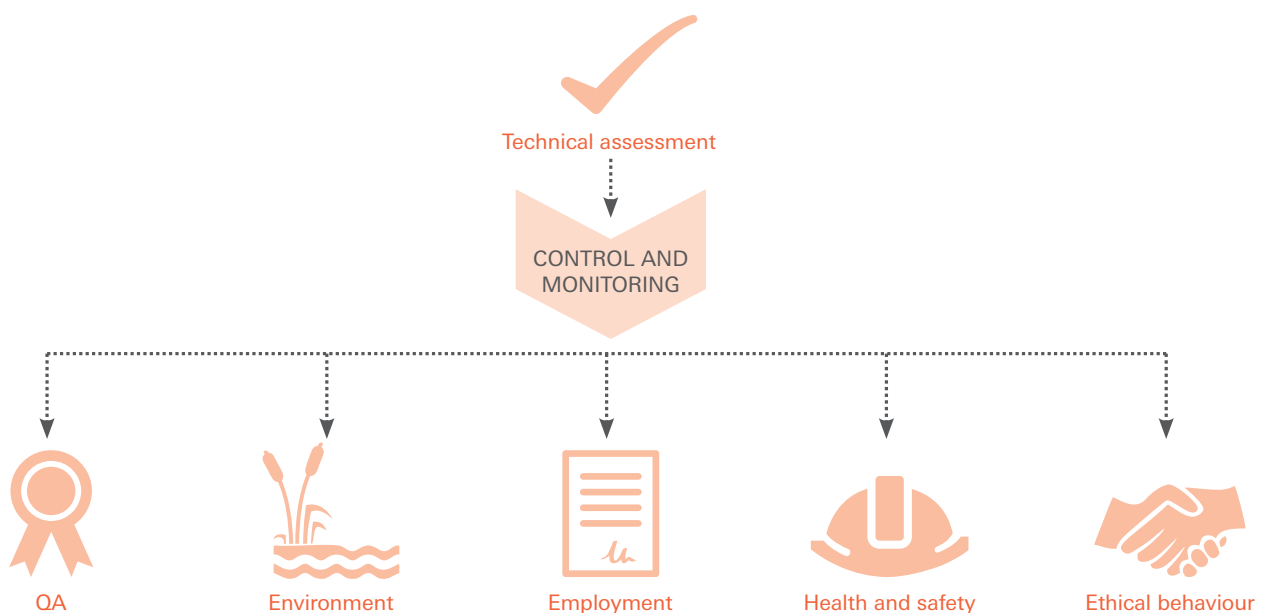 Technical assessment
CONTROL AND
MONITORING
QA
Environment
Employment
Health and safety
Ethical behaviour